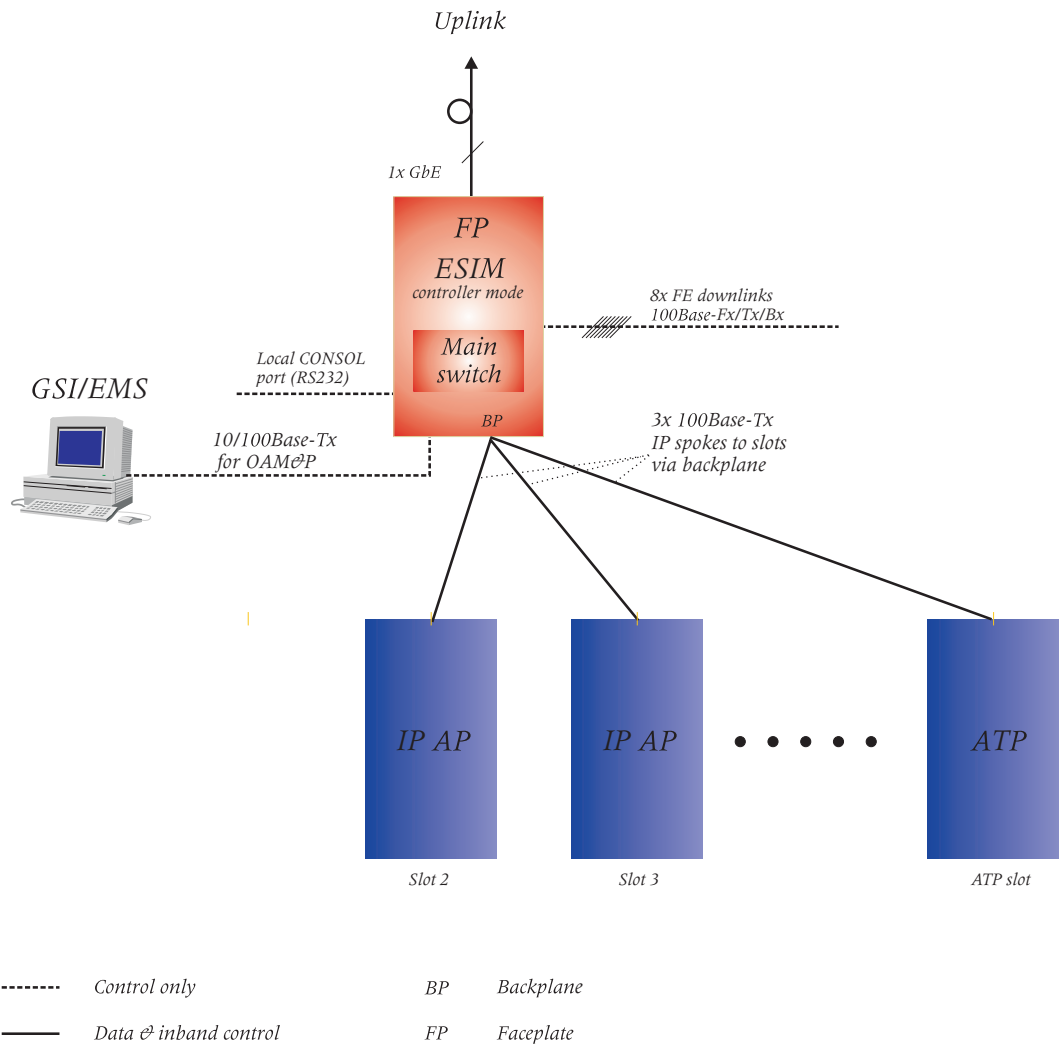 Uplink
1x GbE
FP
ESIM
controller mode
Main
switch
BP
8x FE downlinks
100Base-Fx/Tx/Bx
Local CONSOL
port (RS232)
GSI/EMS
10/100Base-Tx
for OAM&P
3x 100Base-Tx
IP spokes to slots
via backplane
IP AP
IP AP
ATP
Slot 2
Slot 3
ATP slot
Control only
BP
Backplane
Data & inband control
FP
Faceplate